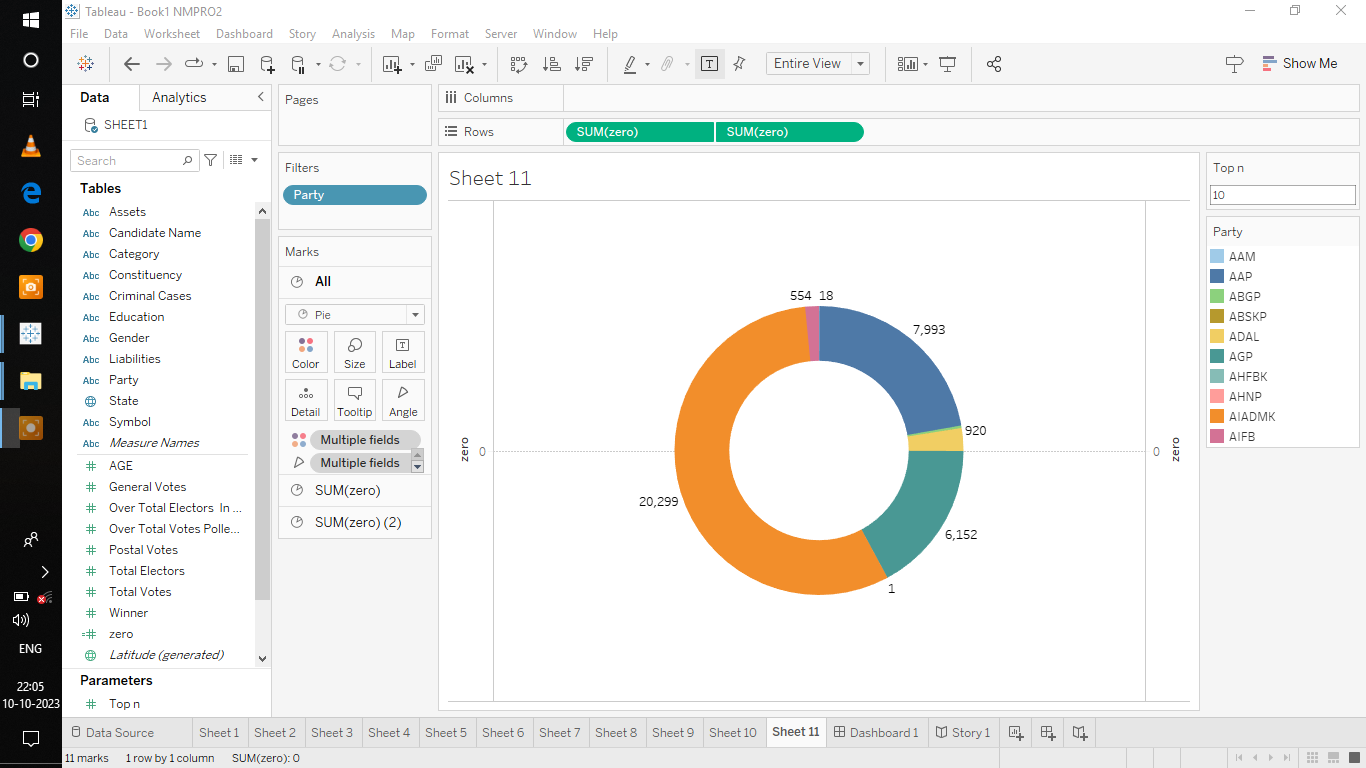 Tableau - Book1 NMPRO2
File Data Worksheet Dashboard Story Analysis Map Format Server Window Help
Entire View
Show Me
Data Analytics
SHEET1
Search
Tables
Abc Assets
Abc Candidate Name
Abc Category
Abc Constituency
Abc Criminal Cases
Abc Education
Abc Gender
Abc Liabilities
Abc Party
State
Abc Symbol
Abc Measure Names
# AGE
# General Votes
# Over Total Electors In ...
# Over Total Votes Polle...
# Postal Votes
# Total Electors
# Total Votes
# Winner
=# zero
Latitude (generated)
Parameters
# Top n
Pages
Filters
Party
Marks
All
Pie
Color Size Label
Detail Tooltip Angle
Multiple fields
Multiple fields
SUM(zero)
SUM(zero) (2)
Columns
Rows SUM(zero) SUM(zero)
Sheet 11
554 18
7,993
920
zero 0
0 zero
20,299
6,152
1
Top n
10
Party
AAM
AAP
ABGP
ABSKP
ADAL
AGP
AHFBK
AHNP
AIADMK
AIFB
ENG
22:05
10-10-2023
Data Source Sheet 1 Sheet 2 Sheet 3 Sheet 4 Sheet 5 Sheet 6 Sheet 7 Sheet 8 Sheet 9 Sheet 10 Sheet 11 Dashboard 1 Story 1
11 marks 1 row by 1 column SUM(zero): 0